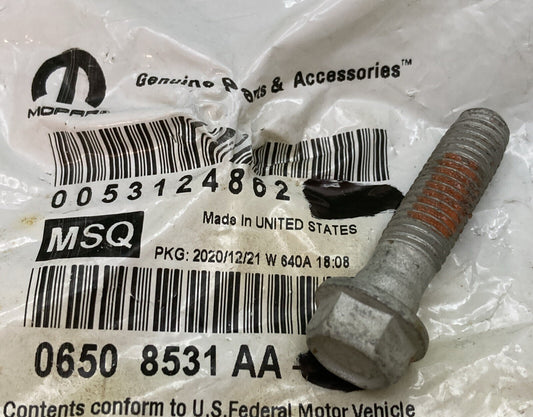 Genuine Parts & Accessories™
MOPAR
0053124862
Made in UNITED STATES
MSQ
PKG: 2020/12/21 W 640A 18:08
0650 8531 AA
Contents conform to U.S. Federal Motor Vehicle